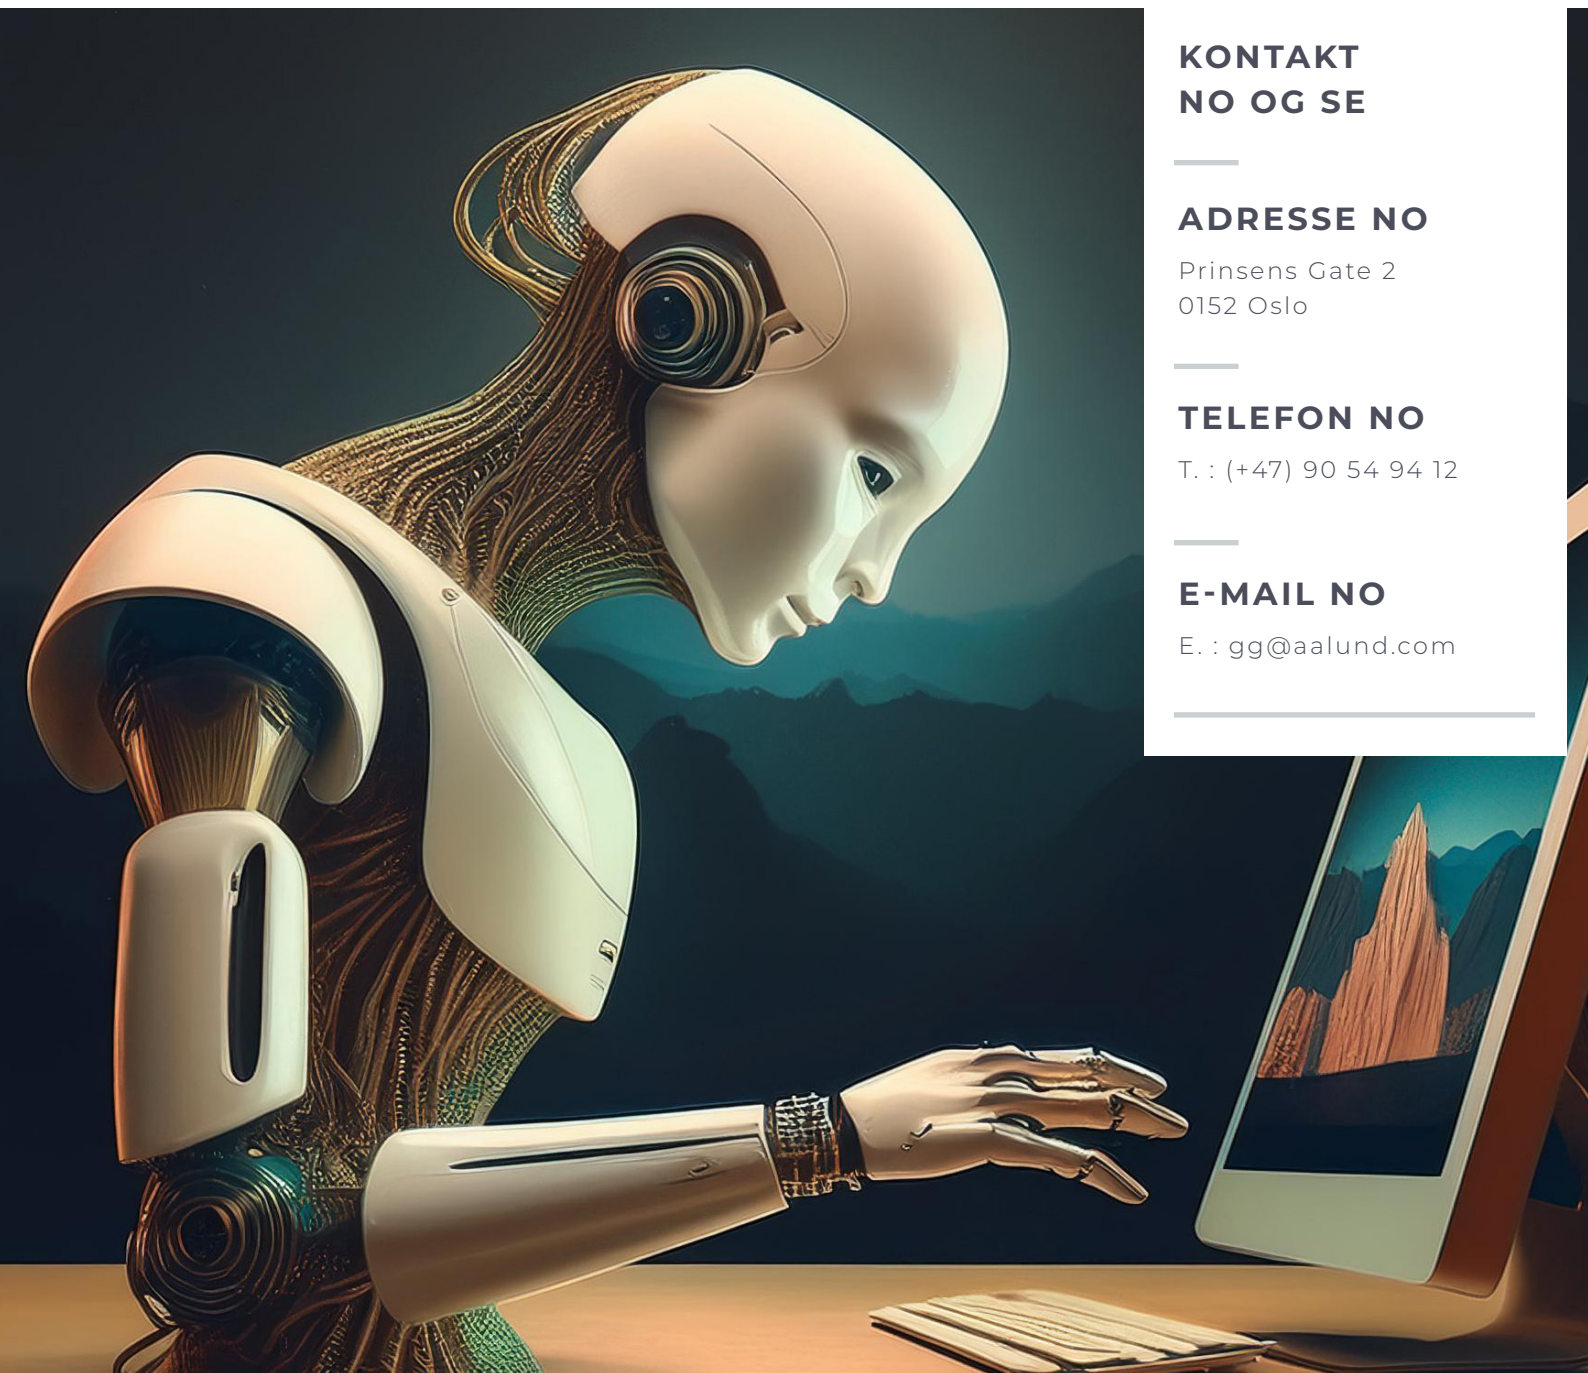 KONTAKT
NO OG SE
ADRESSE NO
Prinsens Gate 2
0152 Oslo
TELEFON NO
T. : (+47) 90 54 94 12
E-MAIL NO
E. : gg@aalund.com